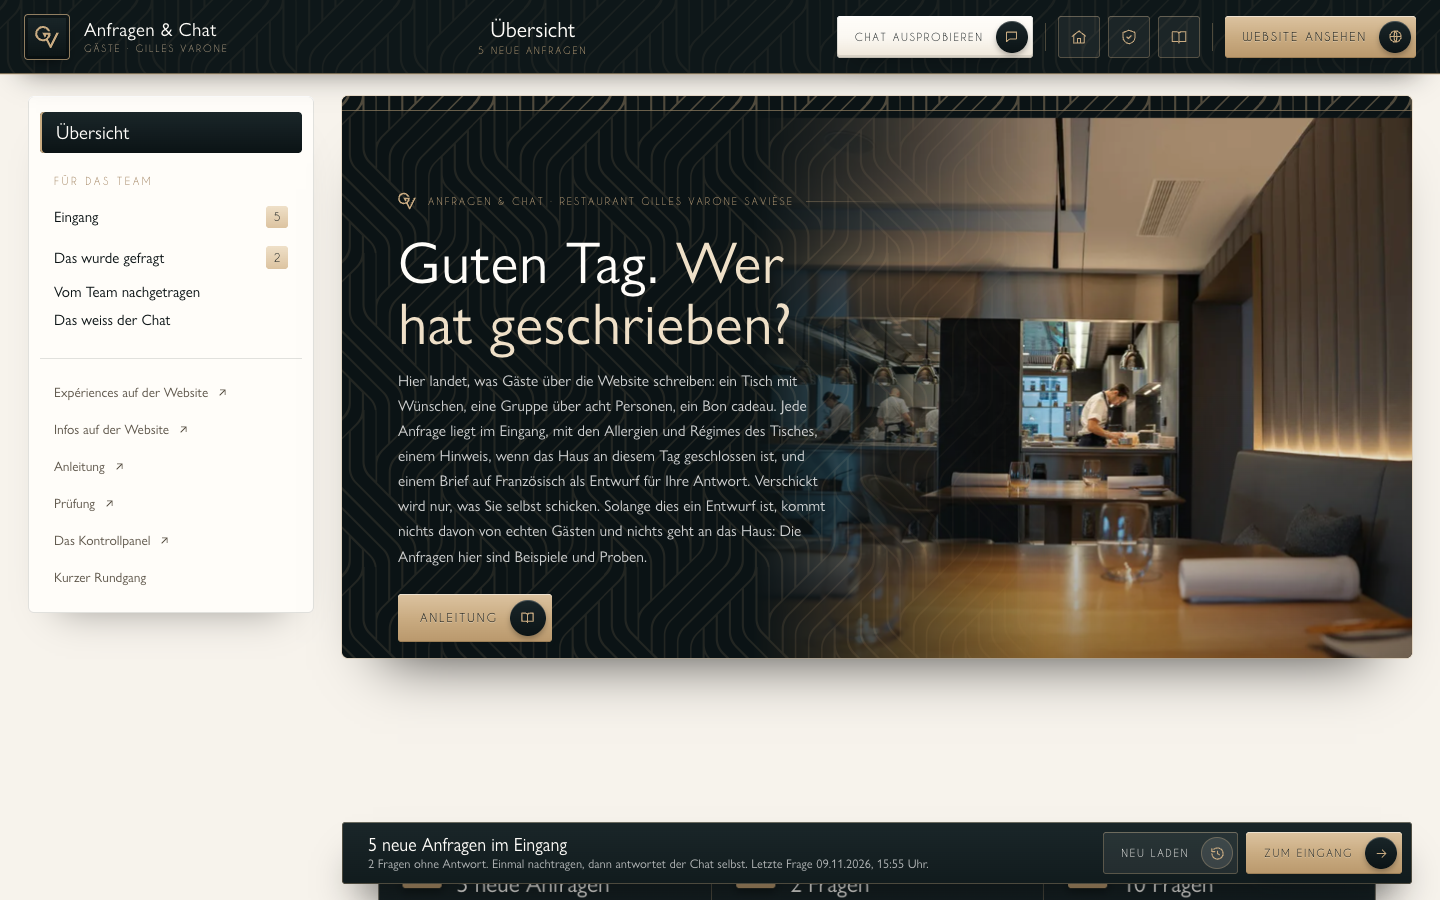 Anfragen & Chat
GÄSTE · GILLES VARONE
Übersicht
5 NEUE ANFRAGEN
CHAT AUSPROBIEREN
WEBSITE ANSEHEN
Übersicht
FÜR DAS TEAM
Eingang 5
Das wurde gefragt 2
Vom Team nachgetragen
Das weiss der Chat
Expériences auf der Website
Infos auf der Website
Anleitung
Prüfung
Das Kontrollpanel
Kurzer Rundgang
ANFRAGEN & CHAT · RESTAURANT GILLES VARONE SAVIÈSE
Guten Tag. Wer
hat geschrieben?
Hier landet, was Gäste über die Website schreiben: ein Tisch mit
Wünschen, eine Gruppe über acht Personen, ein Bon cadeau. Jede
Anfrage liegt im Eingang, mit den Allergien und Régimes des Tisches,
einem Hinweis, wenn das Haus an diesem Tag geschlossen ist, und
einem Brief auf Französisch als Entwurf für Ihre Antwort. Verschickt
wird nur, was Sie selbst schicken. Solange dies ein Entwurf ist, kommt
nichts davon von echten Gästen und nichts geht an das Haus: Die
Anfragen hier sind Beispiele und Proben.
ANLEITUNG
5 neue Anfragen im Eingang
2 Fragen ohne Antwort. Einmal nachtragen, dann antwortet der Chat selbst. Letzte Frage 09.11.2026, 15:55 Uhr.
NEU LADEN
ZUM EINGANG
5 neue Anfragen
2 Fragen
10 Fragen